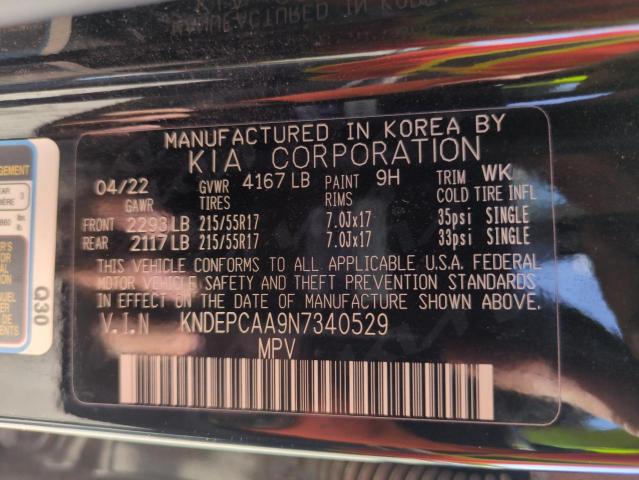 MANUFACTURED IN KOREA BY
KIA CORPORATION
04/22 GVWR 4167 LB PAINT 9H TRIM WK
GAWR TIRES RIMS COLD TIRE INFL
FRONT 2293 LB 215/55R17 7.0Jx17 35psi SINGLE
REAR 2117 LB 215/55R17 7.0Jx17 33psi SINGLE
THIS VEHICLE CONFORMS TO ALL APPLICABLE U.S.A. FEDERAL
MOTOR VEHICLE SAFETY AND THEFT PREVENTION STANDARDS
IN EFFECT ON THE DATE OF MANUFACTURE SHOWN ABOVE.
V.I.N KNDEPCAA9N7340529
MPV
Q30